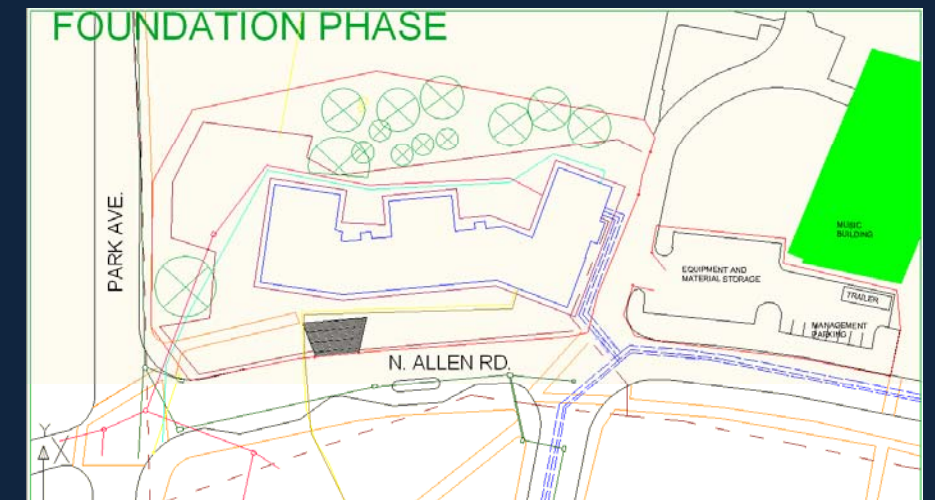 FOUNDATION PHASE
PARK AVE.
MUSIC
BUILDING
EQUIPMENT AND
MATERIAL STORAGE
TRAILER
MANAGEMENT
PARKING
N. ALLEN RD.
Y
X